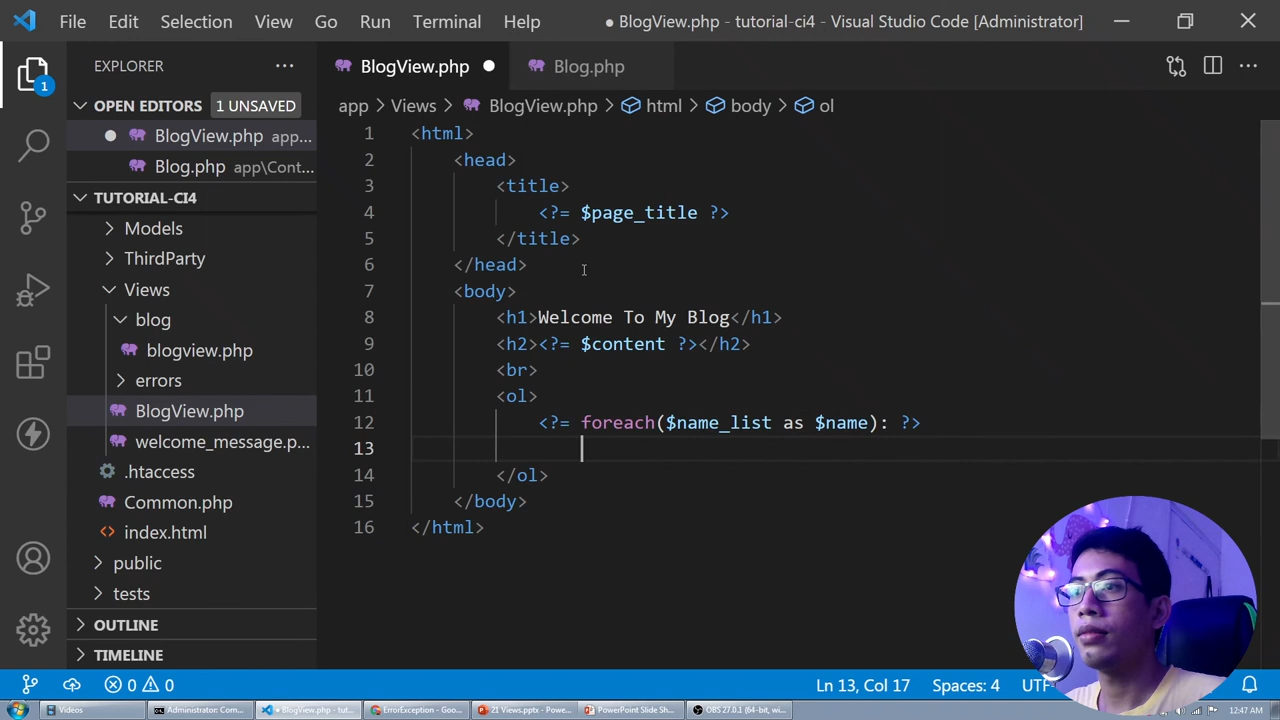 File Edit Selection View Go Run Terminal Help ● BlogView.php - tutorial-ci4 - Visual Studio Code [Administrator]
EXPLORER ···
BlogView.php ●
Blog.php
OPEN EDITORS 1 UNSAVED
● BlogView.php app...
Blog.php app\Cont...
TUTORIAL-CI4
Models
ThirdParty
Views
blog
blogview.php
errors
BlogView.php
welcome_message.p...
.htaccess
Common.php
index.html
public
tests
OUTLINE
TIMELINE
1
app > Views > BlogView.php > html > body > ol
1 <html>
2 <head>
3 <title>
4 <?= $page_title ?>
5 </title>
6 </head>
7 <body>
8 <h1>Welcome To My Blog</h1>
9 <h2><?= $content ?></h2>
10 <br>
11 <ol>
12 <?= foreach($name_list as $name): ?>
13
14 </ol>
15 </body>
16 </html>
0 0 Ln 13, Col 17 Spaces: 4 UTF-
Videos Administrator: Com... ● BlogView.php - tut... ErrorException - Goo... 21 Views.pptx - Powe... PowerPoint Slide Sh... OBS 27.0.1 (64-bit, w... 12:47 AM